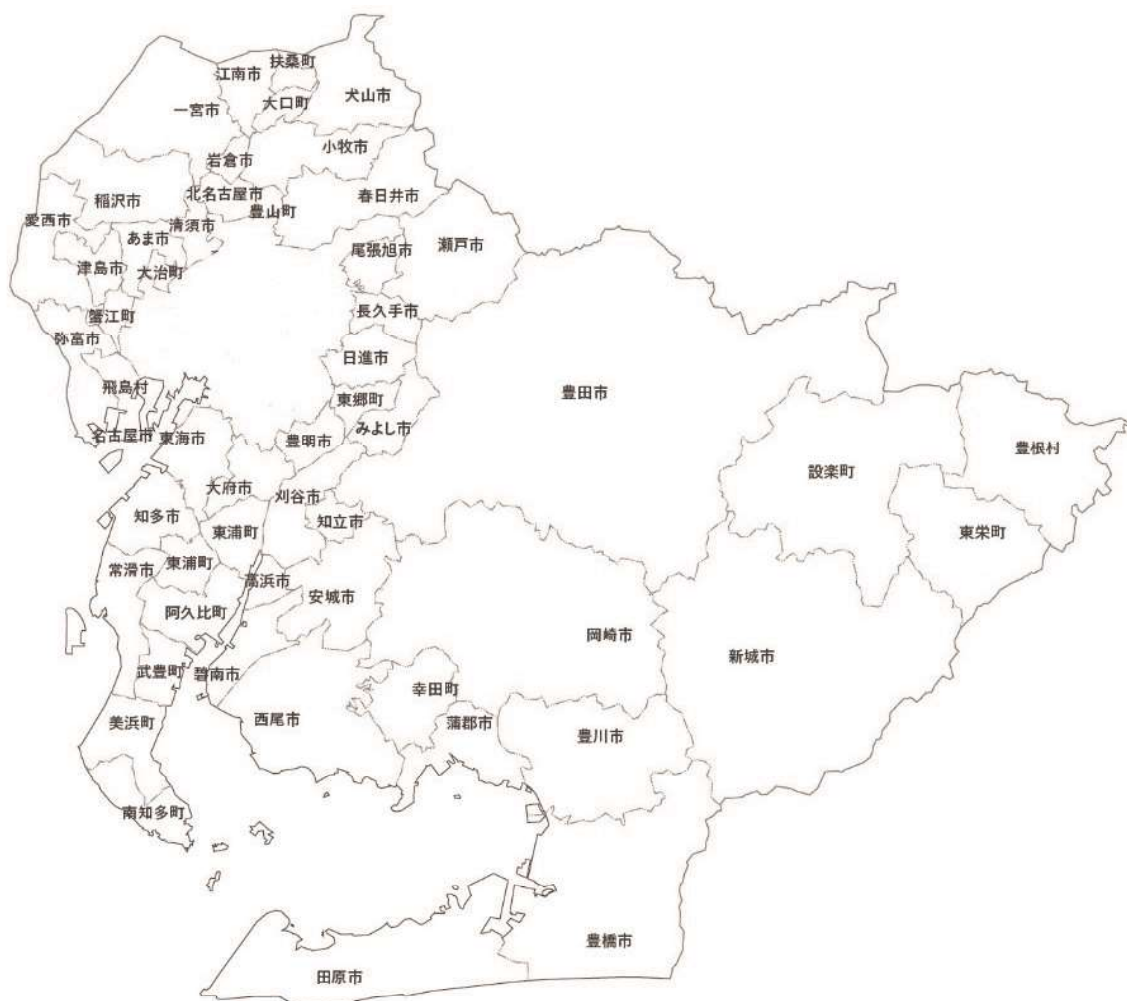 扶桑町
江南市
犬山市
大口町
一宮市
小牧市
岩倉市
北名古屋市
春日井市
稲沢市
豊山町
愛西市
清須市
あま市
尾張旭市
瀬戸市
津島市
大治町
長久手市
蟹江町
弥富市
日進市
飛島村
東郷町
豊田市
みよし市
名古屋市
東海市
豊明市
豊根村
設楽町
大府市
刈谷市
知多市
知立市
東浦町
東栄町
東浦町
常滑市
高浜市
安城市
阿久比町
岡崎市
新城市
武豊町
碧南市
幸田町
美浜町
西尾市
蒲郡市
豊川市
南知多町
豊橋市
田原市